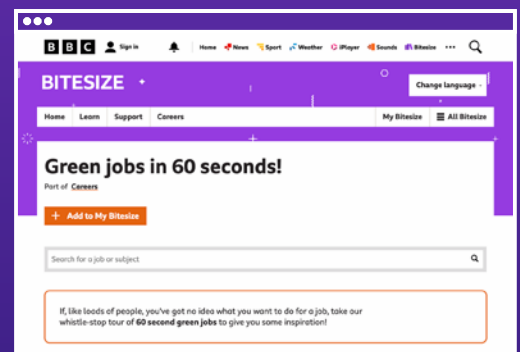 BBC Sign in Home News Sport Weather iPlayer Sounds Bitesize
BITESIZE
Change language
Home Learn Support Careers My Bitesize All Bitesize
Green jobs in 60 seconds!
Part of Careers
+ Add to My Bitesize
Search for a job or subject
If, like loads of people, you've got no idea what you want to do for a job, take our
whistle-stop tour of 60 second green jobs to give you some inspiration!